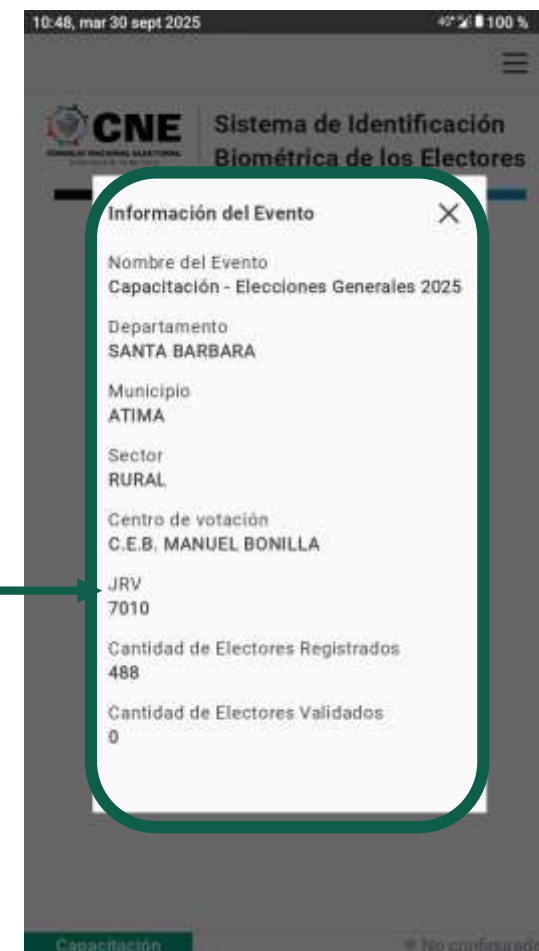 10:48, mar 30 sept 2025
100 %
CNE
Sistema de Identificación
Biométrica de los Electores
Información del Evento
Nombre del Evento
Capacitación - Elecciones Generales 2025
Departamento
SANTA BARBARA
Municipio
ATIMA
Sector
RURAL
Centro de votación
C.E.B. MANUEL BONILLA
JRV
7010
Cantidad de Electores Registrados
488
Cantidad de Electores Validados
0
Capacitación
No configurado